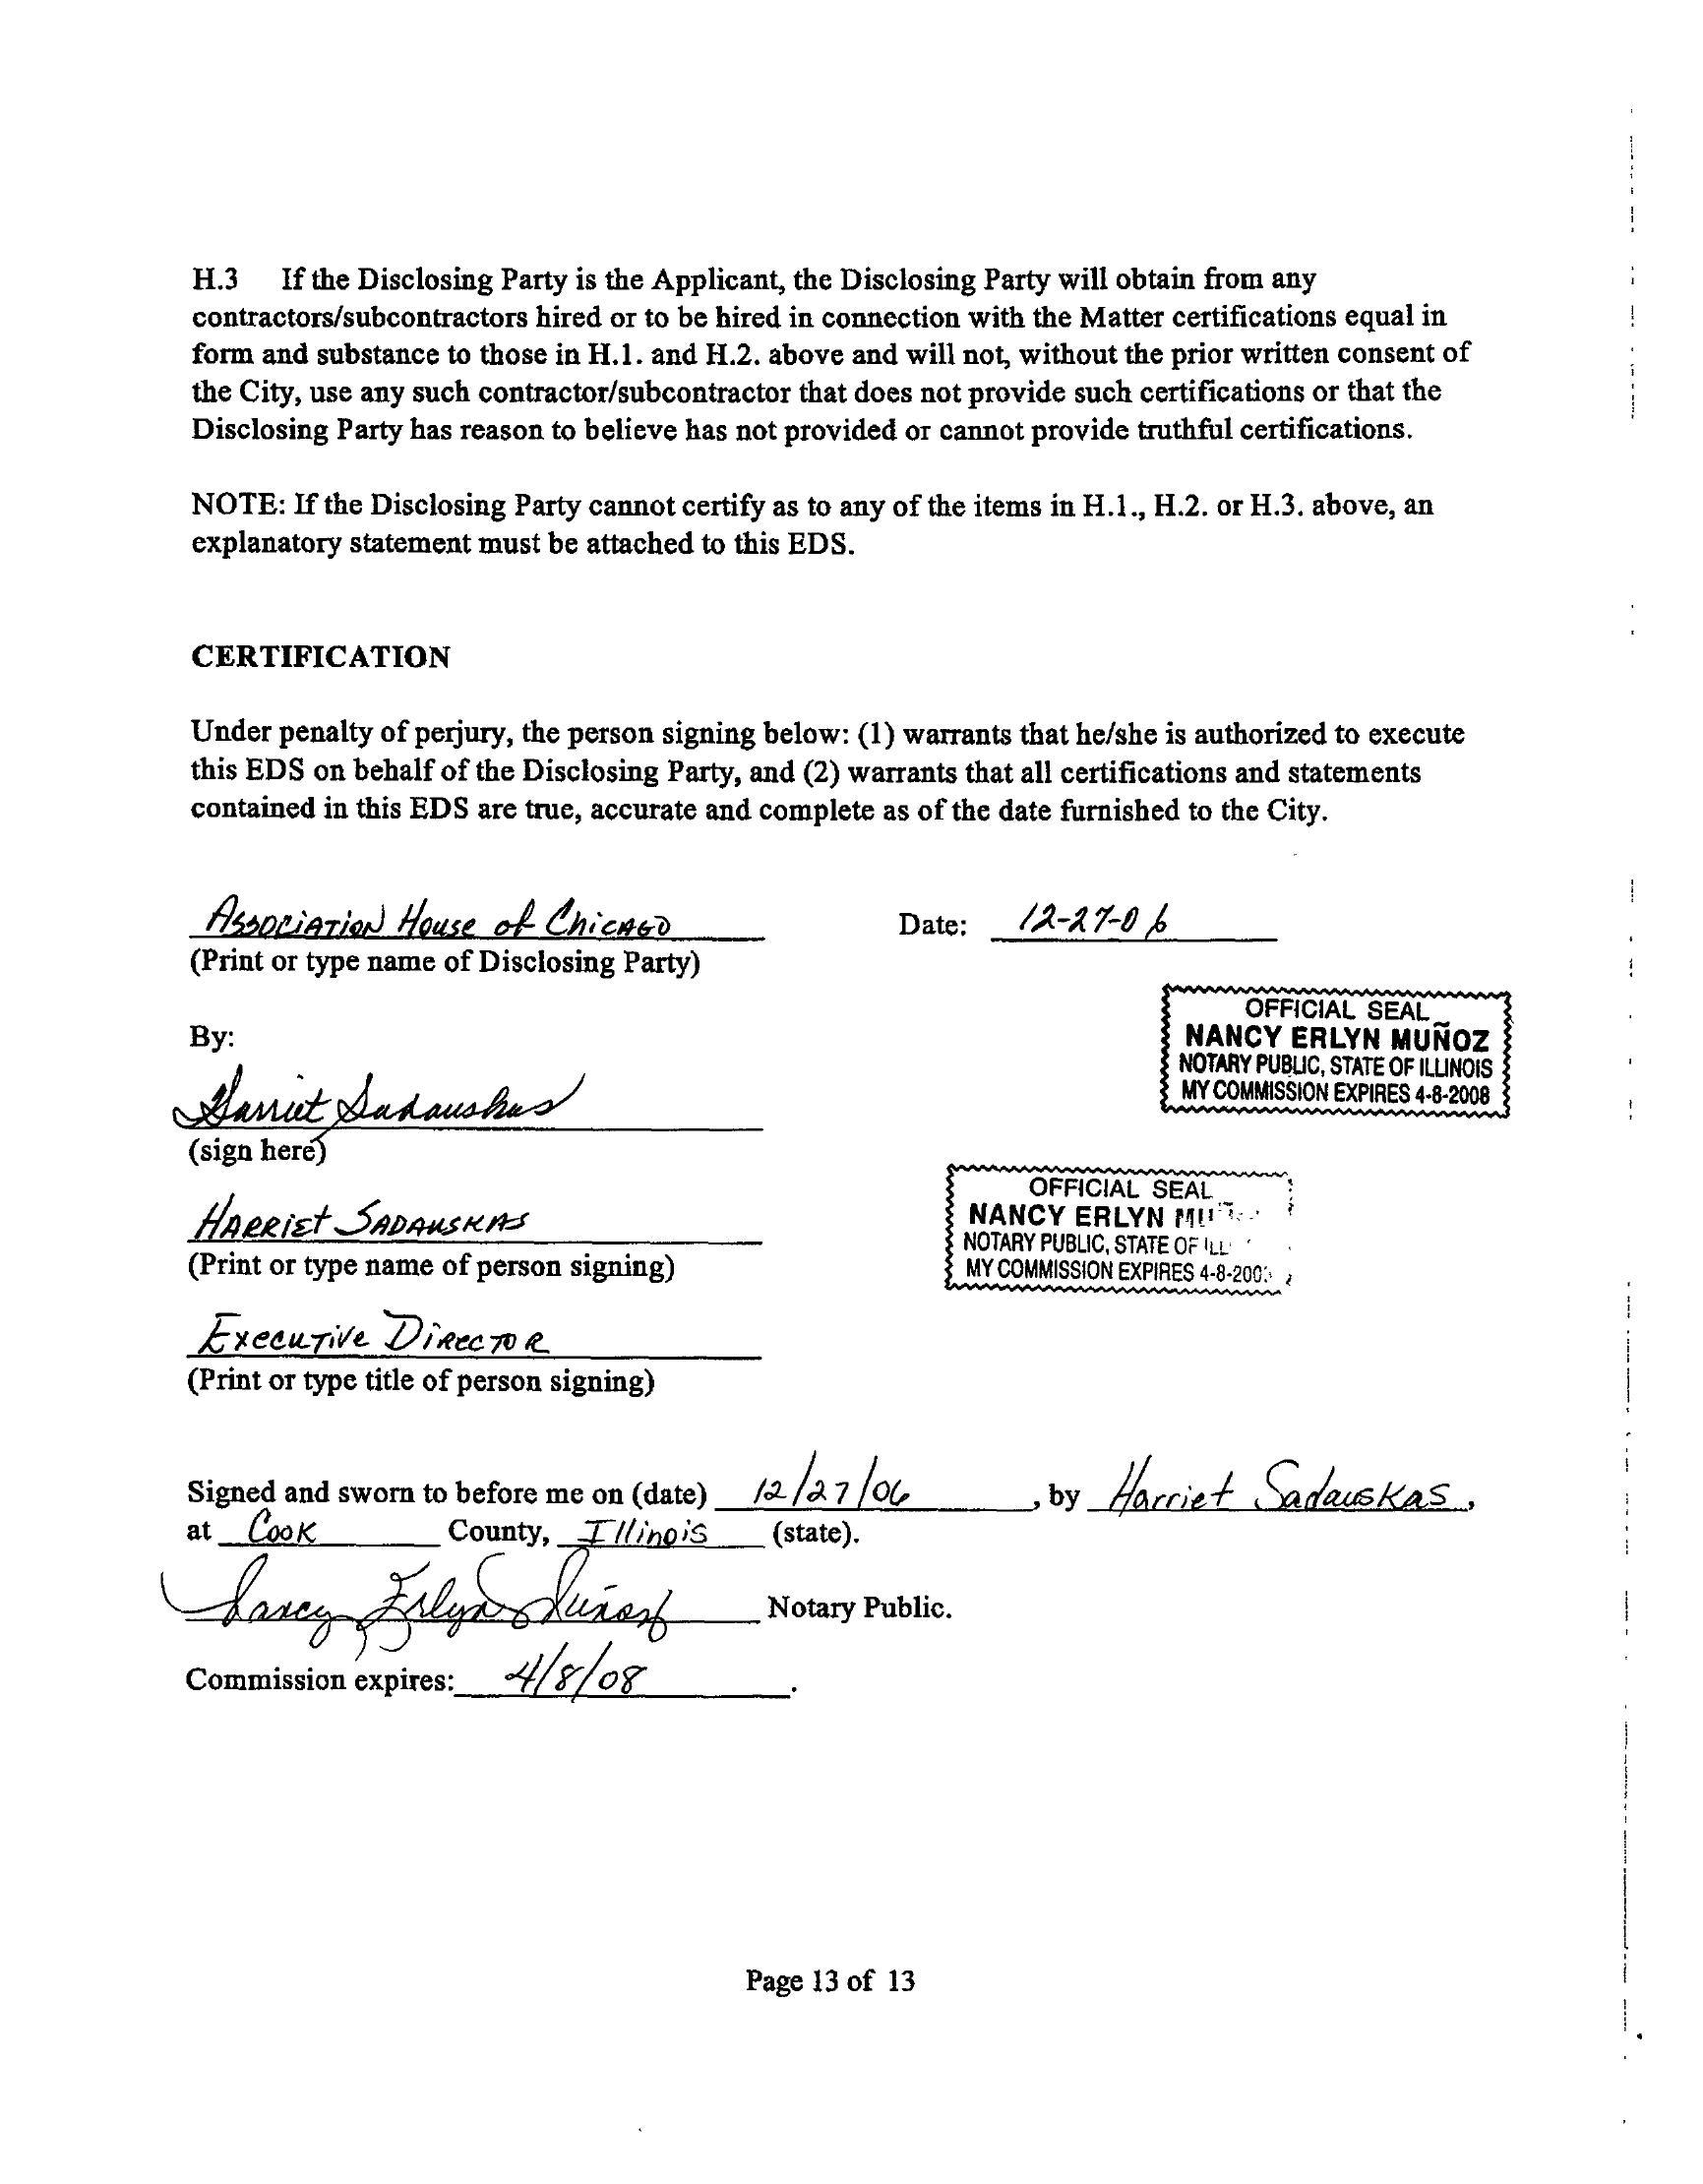 H.3 If the Disclosing Party is the Applicant, the Disclosing Party will obtain from any
contractors/subcontractors hired or to be hired in connection with the Matter certifications equal in
form and substance to those in H.1. and H.2. above and will not, without the prior written consent of
the City, use any such contractor/subcontractor that does not provide such certifications or that the
Disclosing Party has reason to believe has not provided or cannot provide truthful certifications.
NOTE: If the Disclosing Party cannot certify as to any of the items in H.1., H.2. or H.3. above, an
explanatory statement must be attached to this EDS.
CERTIFICATION
Under penalty of perjury, the person signing below: (1) warrants that he/she is authorized to execute
this EDS on behalf of the Disclosing Party, and (2) warrants that all certifications and statements
contained in this EDS are true, accurate and complete as of the date furnished to the City.
Association House of Chicago Date: 12-27-06
(Print or type name of Disclosing Party)
OFFICIAL SEAL
NANCY ERLYN MUÑOZ
NOTARY PUBLIC, STATE OF ILLINOIS
MY COMMISSION EXPIRES 4-8-2008
By:
Harriet Sadauskas
(sign here)
OFFICIAL SEAL
NANCY ERLYN
NOTARY PUBLIC, STATE OF
MY COMMISSION EXPIRES
Harriet Sadauskas
(Print or type name of person signing)
Executive Director
(Print or type title of person signing)
Signed and sworn to before me on (date) 12/27/06, by Harriet Sadauskas,
at Cook County, Illinois (state).
Nancy Erlyn Muñoz Notary Public.
Commission expires: 4/8/08.
Page 13 of 13